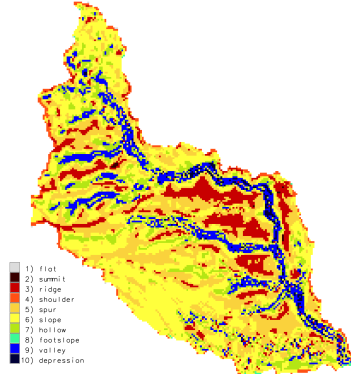 1) flat
2) summit
3) ridge
4) shoulder
5) spur
6) slope
7) hollow
8) footslope
9) valley
10) depression